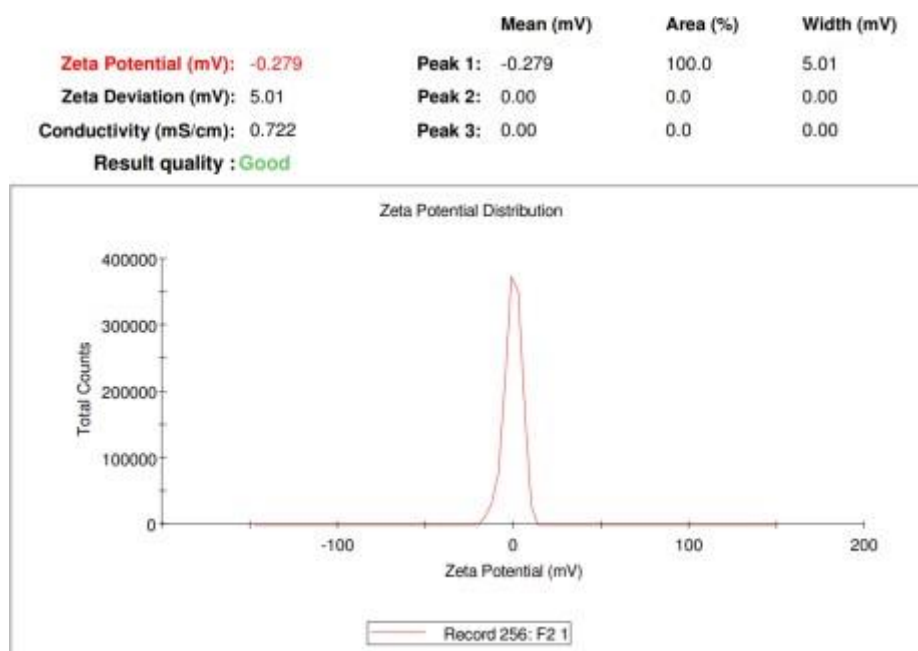 Mean (mV) Area (%) Width (mV)
Zeta Potential (mV): -0.279 Peak 1: -0.279 100.0 5.01
Zeta Deviation (mV): 5.01 Peak 2: 0.00 0.0 0.00
Conductivity (mS/cm): 0.722 Peak 3: 0.00 0.0 0.00
Result quality : Good
Zeta Potential Distribution
400000
300000
200000
100000
0
Total Counts
-100 0 100 200
Zeta Potential (mV)
Record 256: F2 1